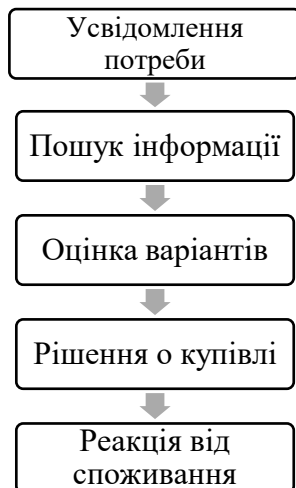 Усвідомлення
потреби
Пошук інформації
Оцінка варіантів
Рішення о купівлі
Реакція від
споживання